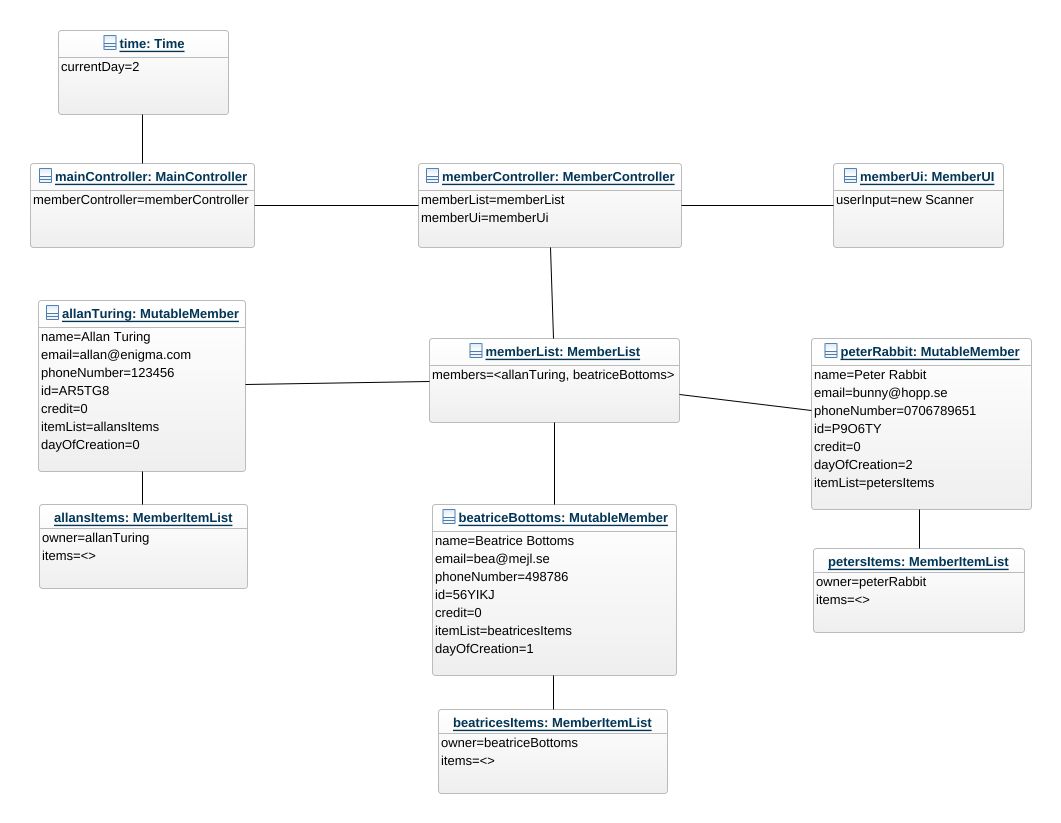 time: Time
currentDay=2
mainController: MainController
memberController=memberController
memberController: MemberController
memberList=memberList
memberUi=memberUi
memberUi: MemberUI
userInput=new Scanner
allanTuring: MutableMember
name=Allan Turing
email=allan@enigma.com
phoneNumber=123456
id=AR5TG8
credit=0
itemList=allansItems
dayOfCreation=0
memberList: MemberList
members=<allanTuring, beatriceBottoms>
peterRabbit: MutableMember
name=Peter Rabbit
email=bunny@hopp.se
phoneNumber=0706789651
id=P9O6TY
credit=0
dayOfCreation=2
itemList=petersItems
allansItems: MemberItemList
owner=allanTuring
items=<>
beatriceBottoms: MutableMember
name=Beatrice Bottoms
email=bea@mejl.se
phoneNumber=498786
id=56YIKJ
credit=0
itemList=beatricesItems
dayOfCreation=1
petersItems: MemberItemList
owner=peterRabbit
items=<>
beatricesItems: MemberItemList
owner=beatriceBottoms
items=<>